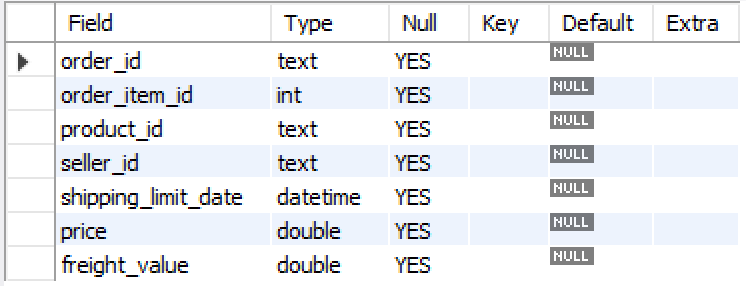 Field Type Null Key Default Extra
order_id text YES NULL
order_item_id int YES NULL
product_id text YES NULL
seller_id text YES NULL
shipping_limit_date datetime YES NULL
price double YES NULL
freight_value double YES NULL